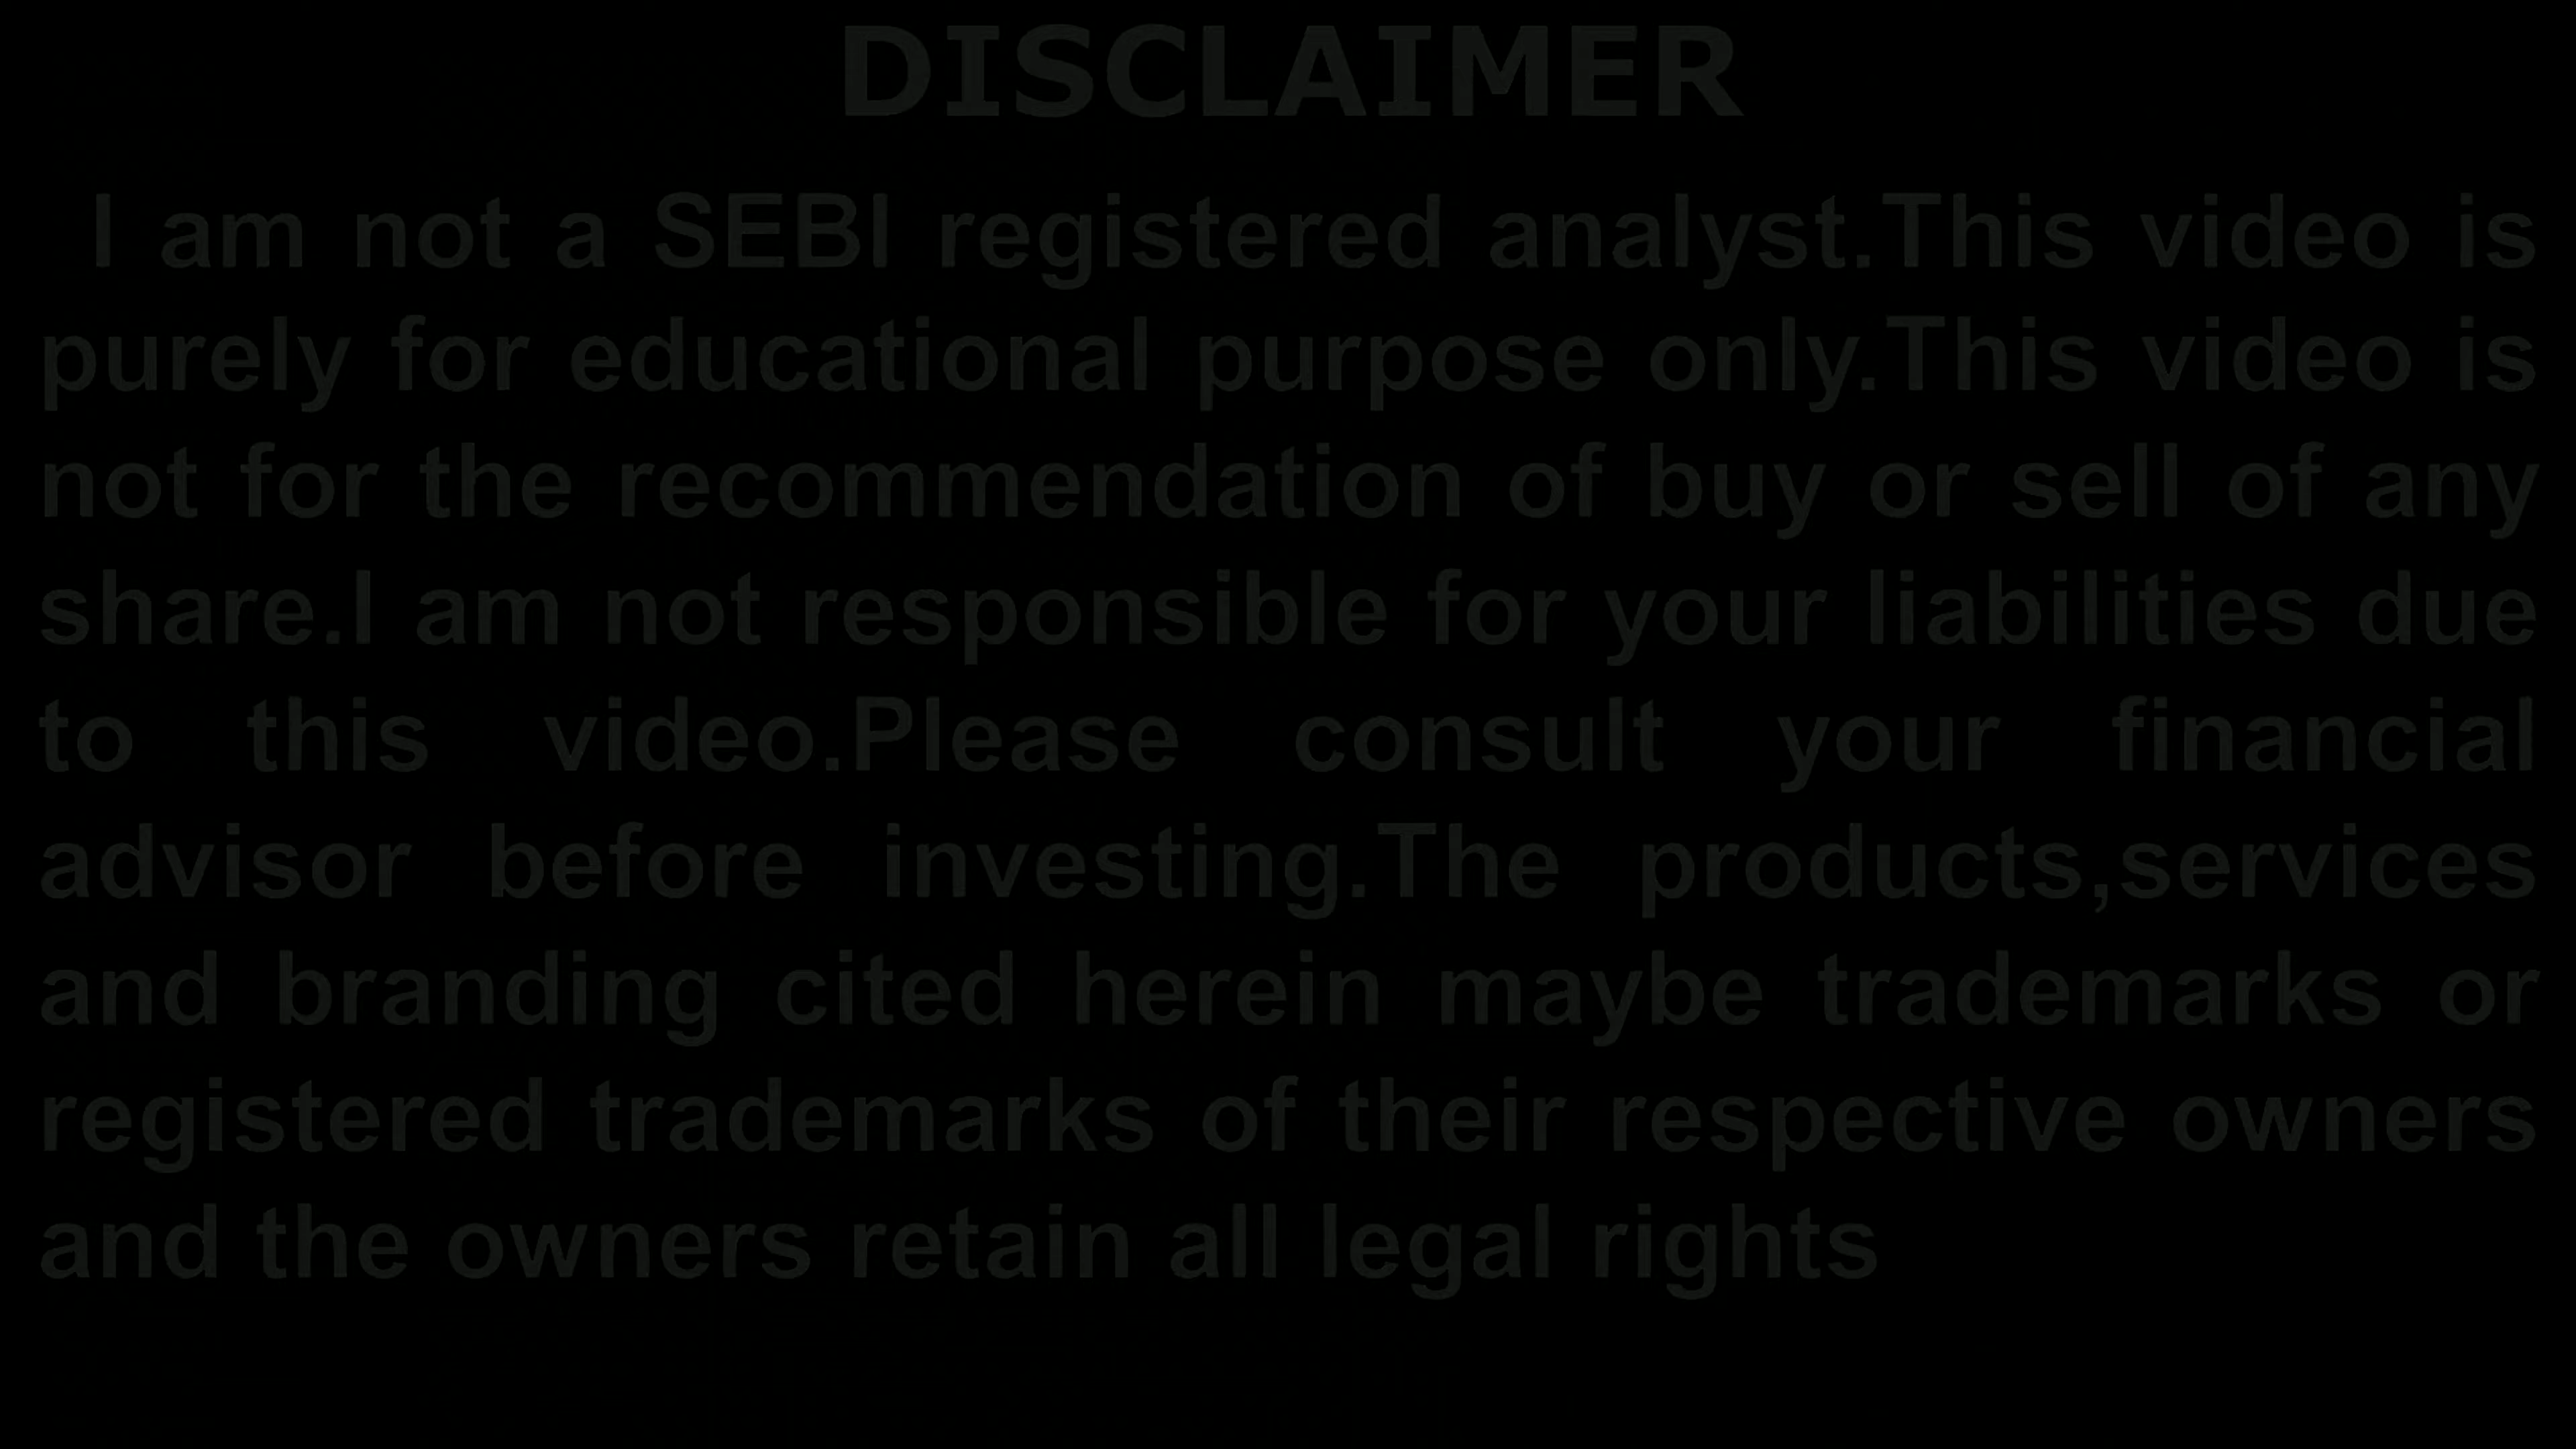 DISCLAIMER
I am not a SEBI registered analyst.This video is
purely for educational purpose only.This video is
not for the recommendation of buy or sell of any
share.I am not responsible for your liabilities due
to this video.Please consult your financial
advisor before investing.The products,services
and branding cited herein maybe trademarks or
registered trademarks of their respective owners
and the owners retain all legal rights